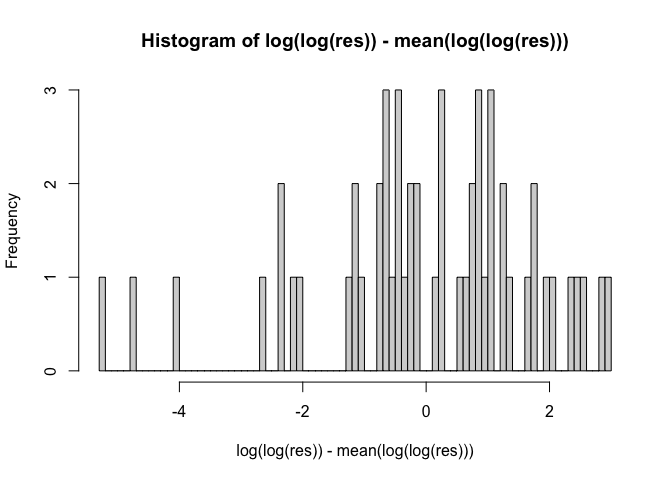 Histogram of log(log(res)) - mean(log(log(res)))
Frequency
3
2
1
0
-4 -2 0 2
log(log(res)) - mean(log(log(res)))